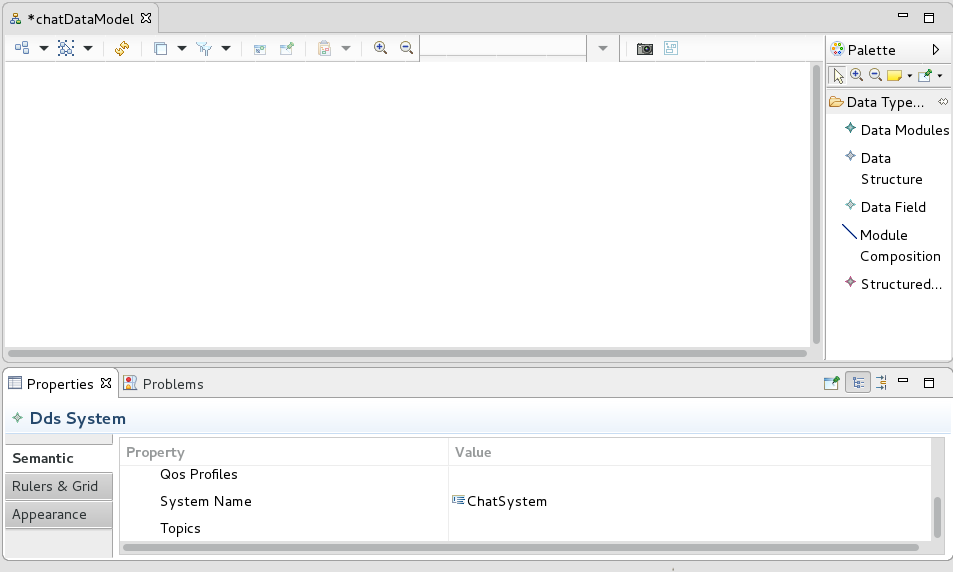 *chatDataModel
Palette
Data Type...
Data Modules
Data
Structure
Data Field
Module
Composition
Structured...
Properties
Problems
Dds System
Semantic
Rulers & Grid
Appearance
Property
Value
Qos Profiles
System Name
ChatSystem
Topics